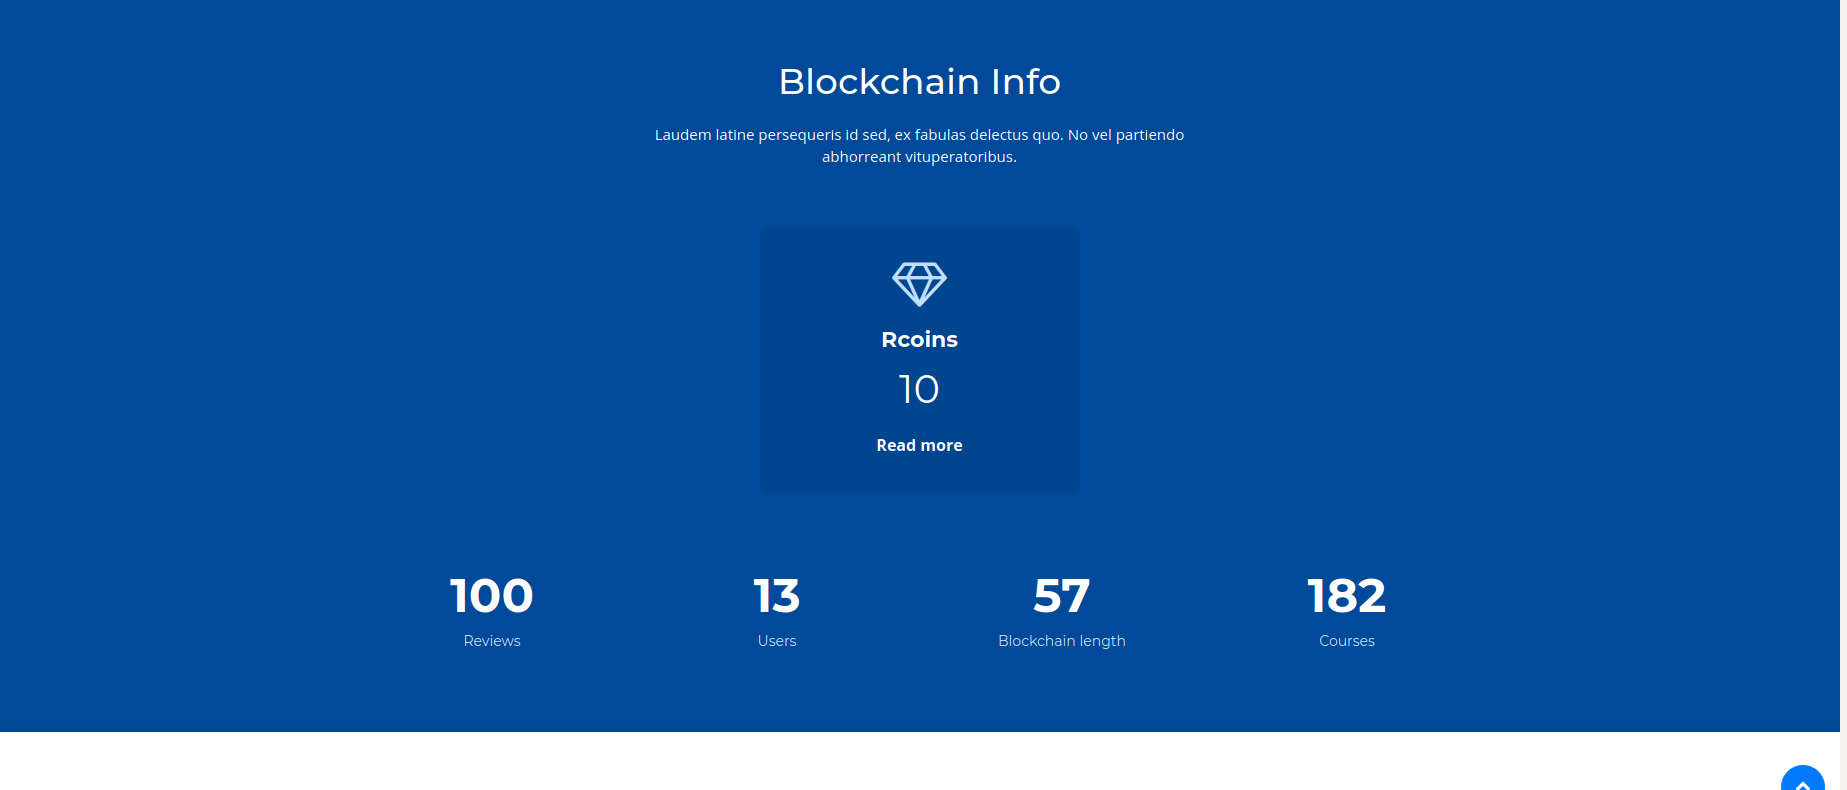 Blockchain Info
Laudem latine persequeris id sed, ex fabulas delectus quo. No vel partiendo
abhorreant vituperatoribus.
Rcoins
10
Read more
100 13 57 182
Reviews Users Blockchain length Courses